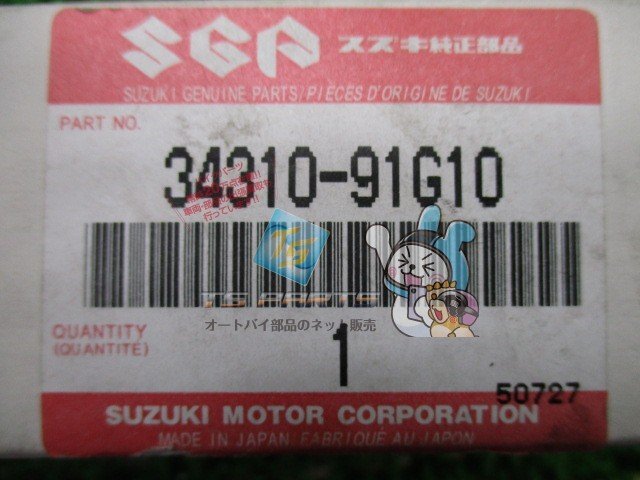 SGP スズキ純正部品
SUZUKI GENUINE PARTS/PIÈCES D'ORIGINE DE SUZUKI
PART NO.
34310-91G10
TS PARTS
オートバイ部品のネット販売
QUANTITY
(QUANTITÉ)
1
50727
SUZUKI MOTOR CORPORATION
MADE IN JAPAN FABRIQUÉ AU JAPON